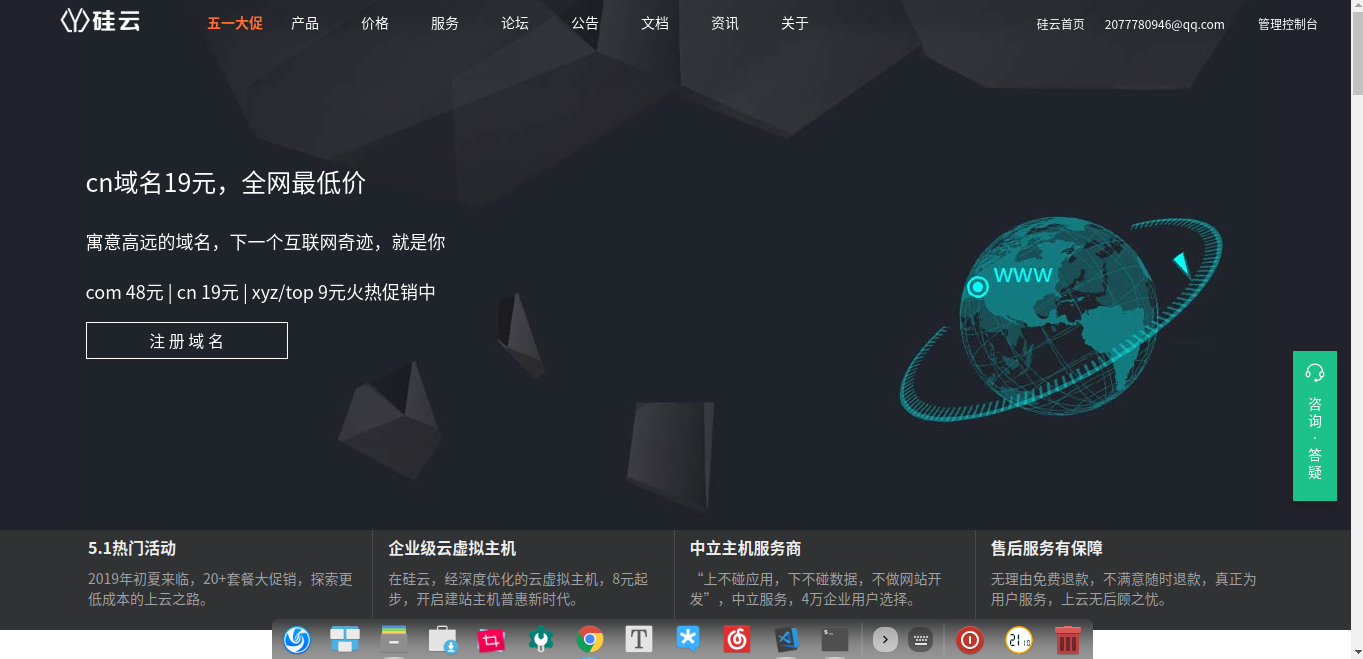 硅云
五一大促 产品 价格 服务 论坛 公告 文档 资讯 关于 硅云首页 2077780946@qq.com 管理控制台
cn域名19元，全网最低价
寓意高远的域名，下一个互联网奇迹，就是你
com 48元 | cn 19元 | xyz/top 9元火热促销中
注 册 域 名
www
咨询·答疑
5.1热门活动
2019年初夏来临，20+套餐大促销，探索更
低成本的上云之路。
企业级云虚拟主机
在硅云，经深度优化的云虚拟主机，8元起
步，开启建站主机普惠新时代。
中立主机服务商
“上不碰应用，下不碰数据，不做网站开
发”，中立服务，4万企业用户选择。
售后服务有保障
无理由免费退款，不满意随时退款，真正为
用户服务，上云无后顾之忧。
T
21 10